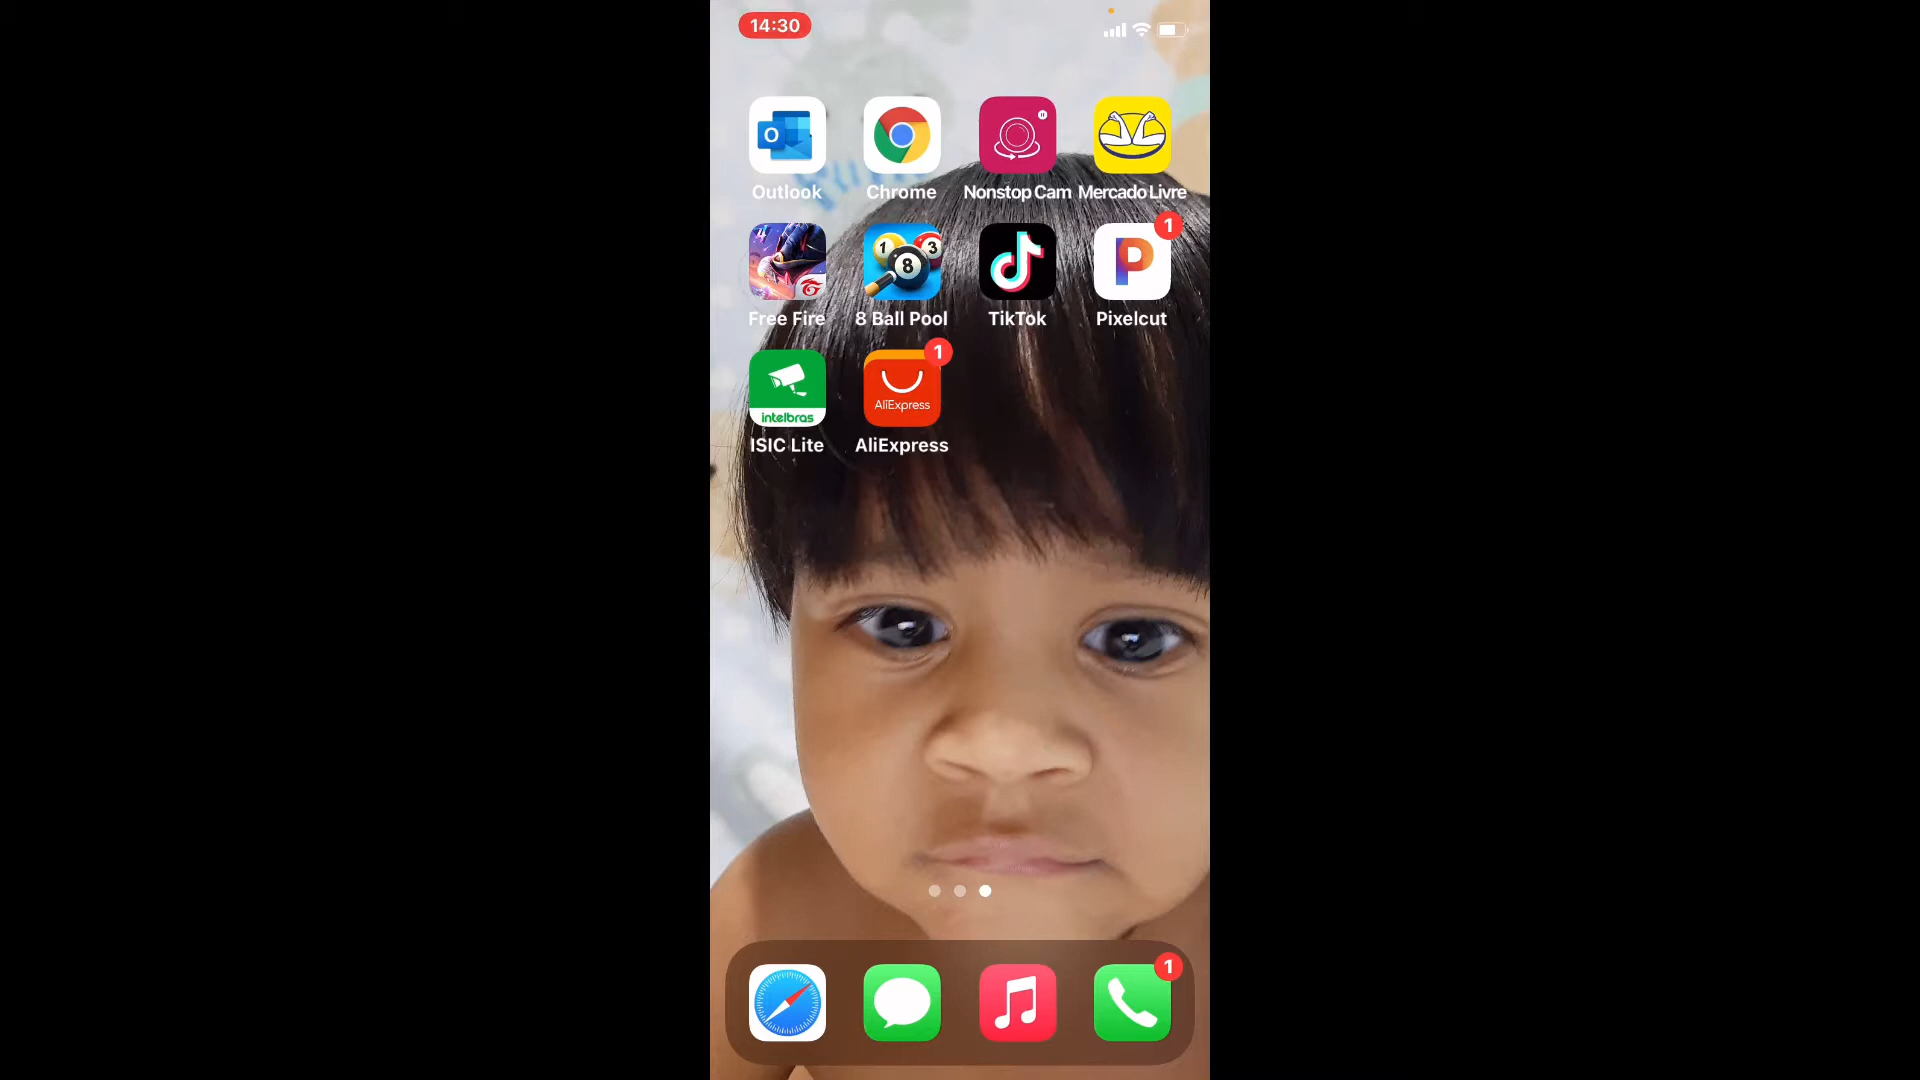 14:30
Outlook Chrome Nonstop Cam Mercado Livre
1
Free Fire 8 Ball Pool TikTok Pixelcut
1
intelbras AliExpress
ISIC Lite AliExpress
1